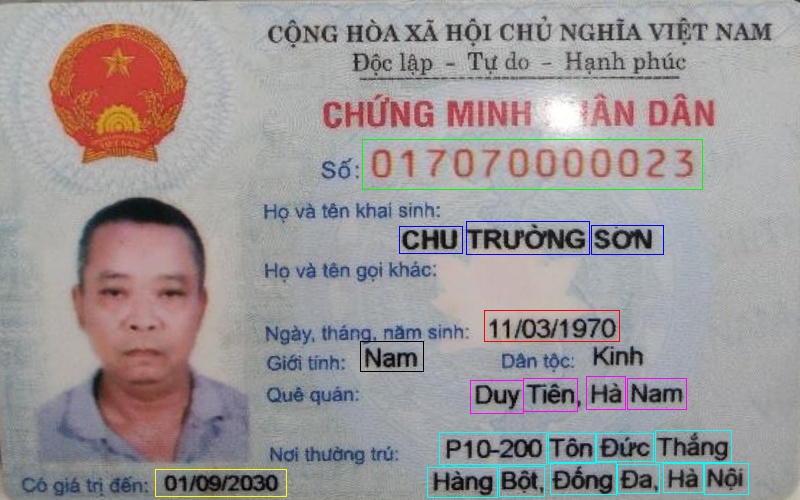 CỘNG HÒA XÃ HỘI CHỦ NGHĨA VIỆT NAM
Độc lập - Tự do - Hạnh phúc
CHỨNG MINH DÂN
Số: 017070000023
Họ và tên khai sinh:
CHU TRƯỜNG SƠN
Họ và tên gọi khác:
Ngày, tháng, năm sinh: 11/03/1970
Giới tính: Nam Dân tộc: Kinh
Quê quán: Duy Tiên, Hà Nam
Nơi thường trú: P10-200 Tôn Đức Thắng
Có giá trị đến: 01/09/2030 Hàng Bột, Đống Đa, Hà Nội